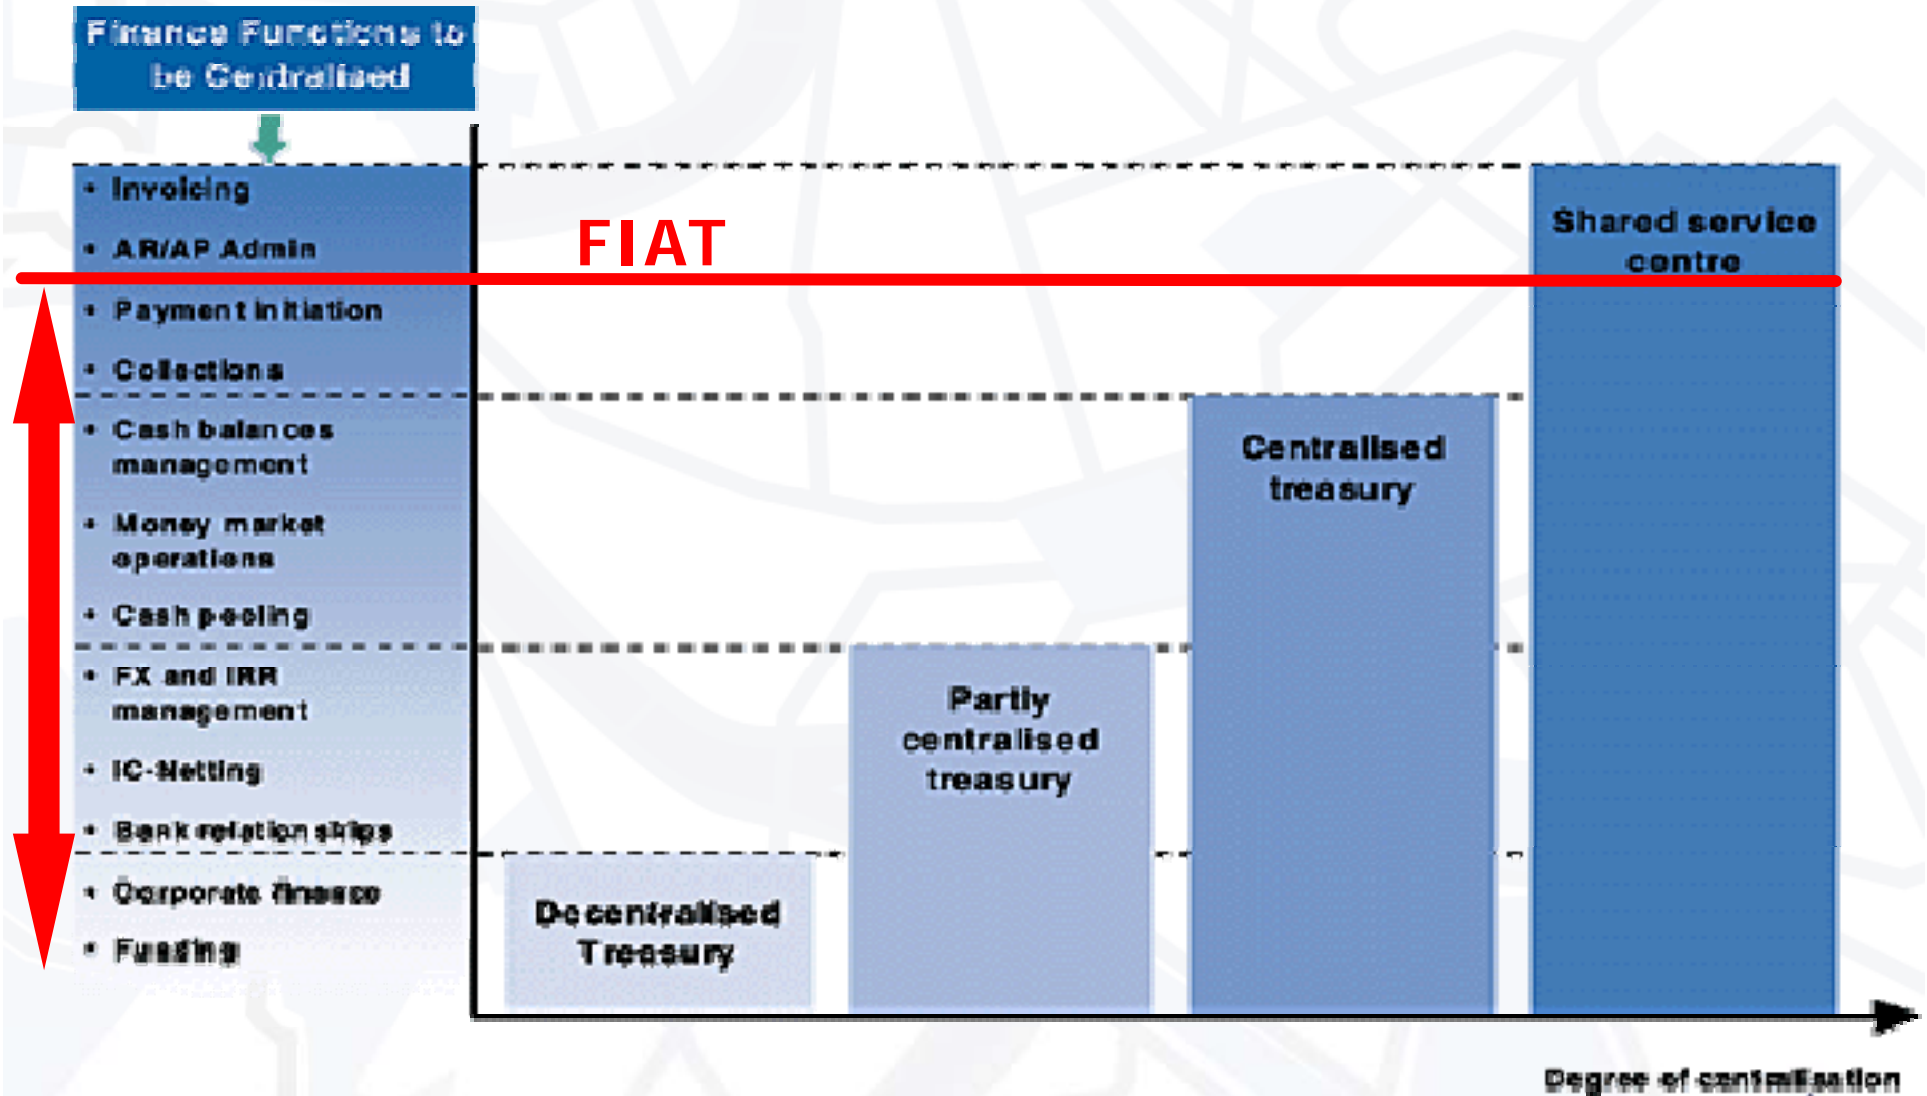 Finance Functions to
be Centralised
• Invoicing
• AR/AP Admin
• Payment initiation
• Collections
• Cash balances
management
• Money market
operations
• Cash pooling
• FX and IRR
management
• IC-Netting
• Bank relationships
• Corporate finance
• Funding
FIAT
Decentralised
Treasury
Partly
centralised
treasury
Centralised
treasury
Shared service
centre
Degree of centralisation